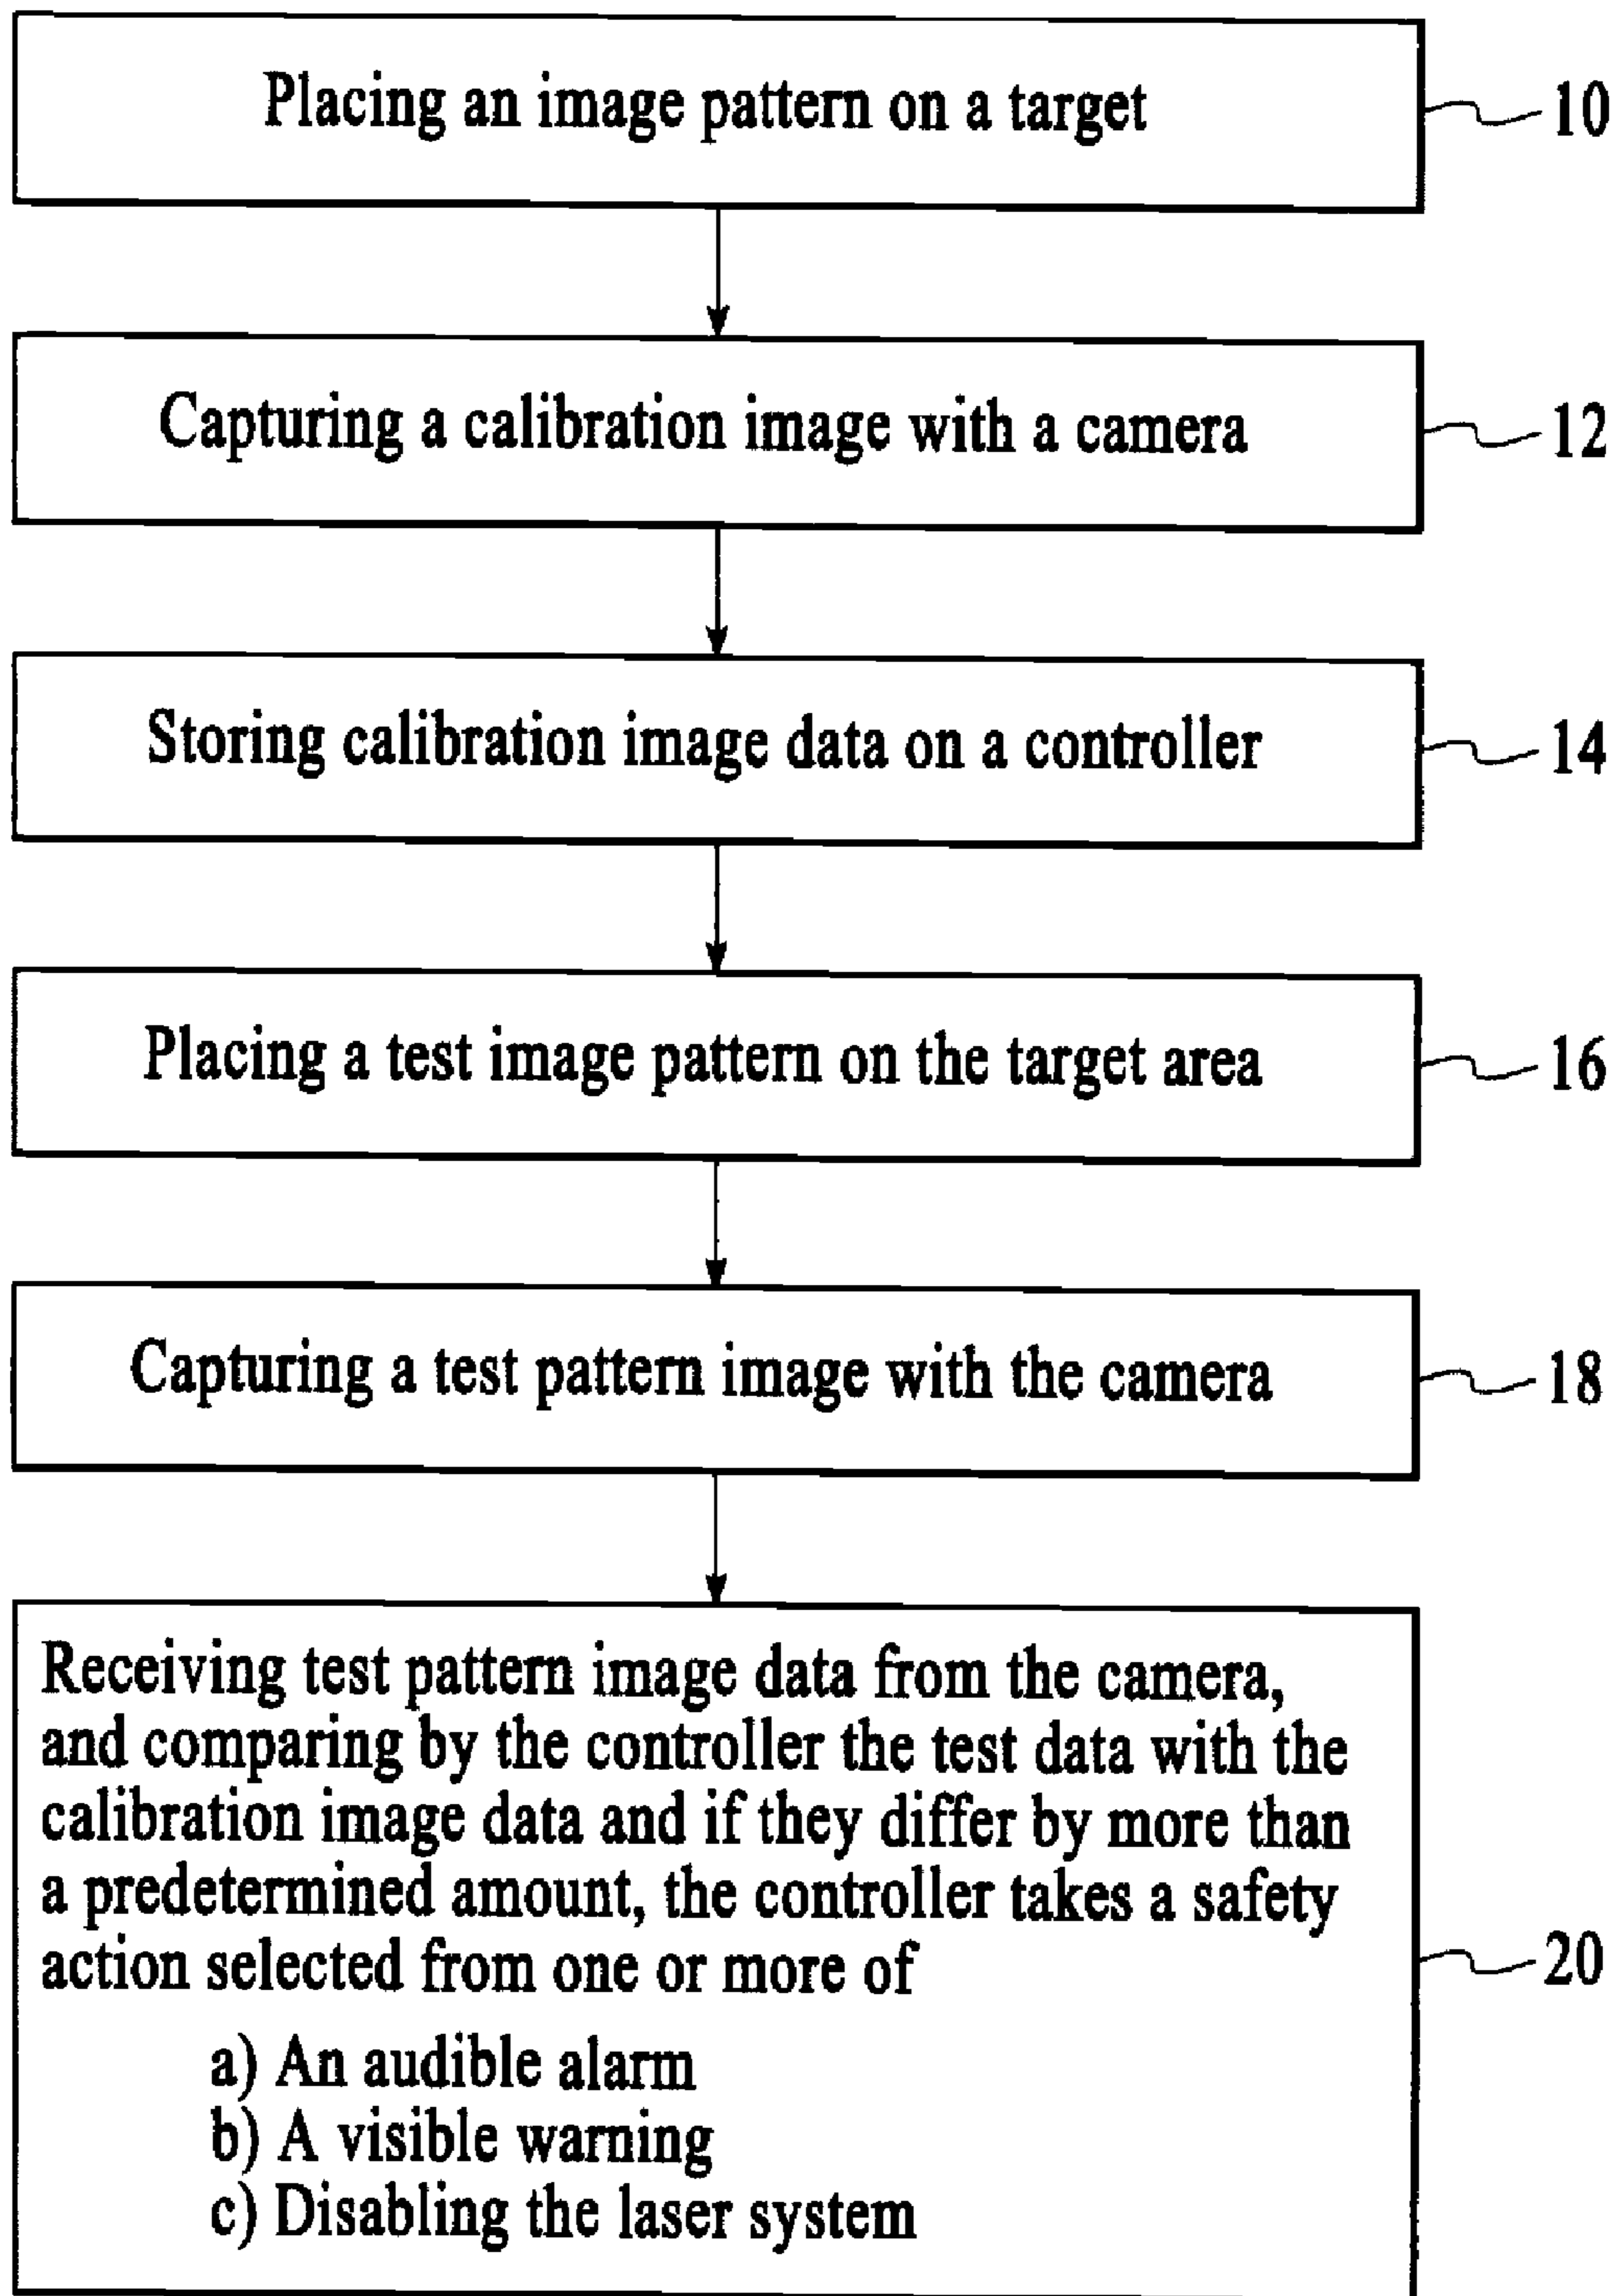 Placing an image pattern on a target
10
Capturing a calibration image with a camera
12
Storing calibration image data on a controller
14
Placing a test image pattern on the target area
16
Capturing a test pattern image with the camera
18
Receiving test pattern image data from the camera,
and comparing by the controller the test data with the
calibration image data and if they differ by more than
a predetermined amount, the controller takes a safety
action selected from one or more of
20
a) An audible alarm
b) A visible warning
c) Disabling the laser system